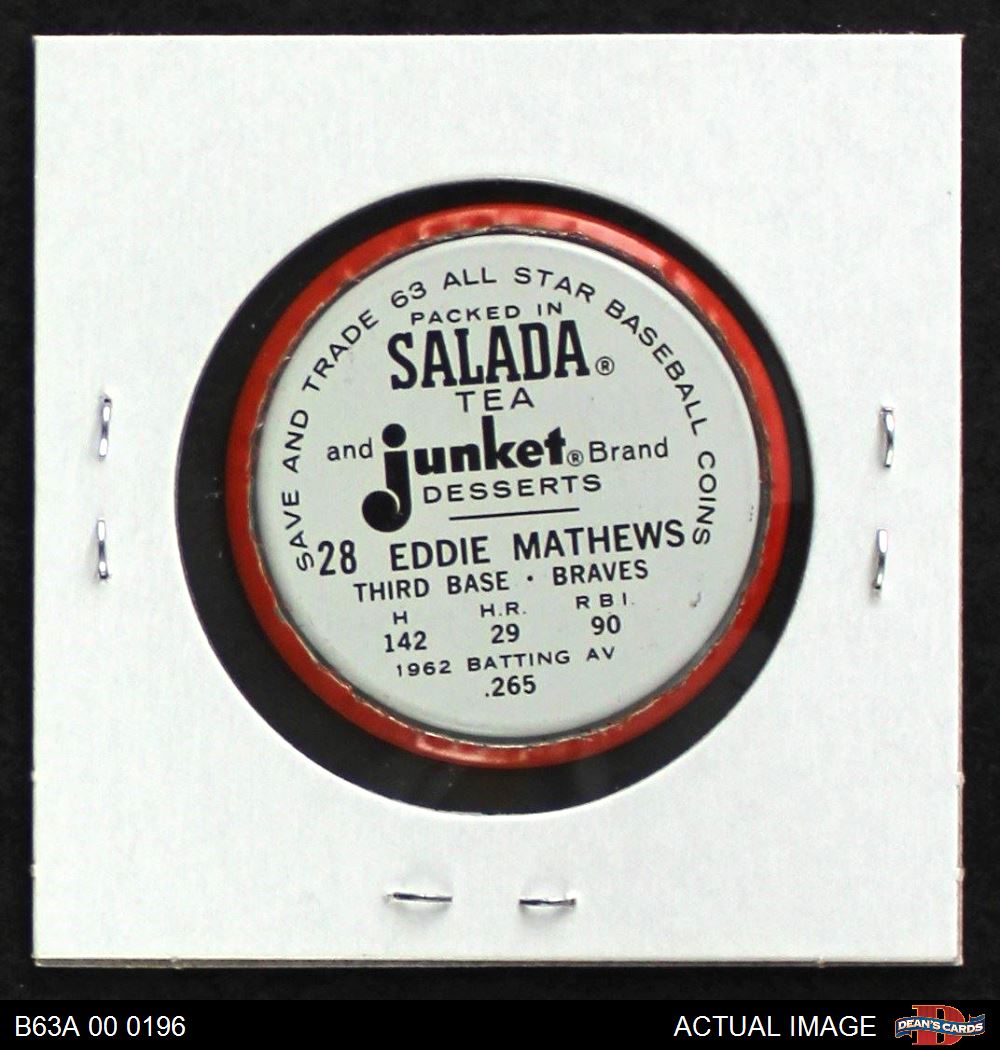 SAVE AND TRADE 63 ALL STAR BASEBALL COINS
PACKED IN
SALADA®
TEA
and junket® Brand
DESSERTS
28 EDDIE MATHEWS
THIRD BASE · BRAVES
H H.R. R B I.
142 29 90
1962 BATTING AV
.265
B63A 00 0196 ACTUAL IMAGE
D
DEAN'S CARDS